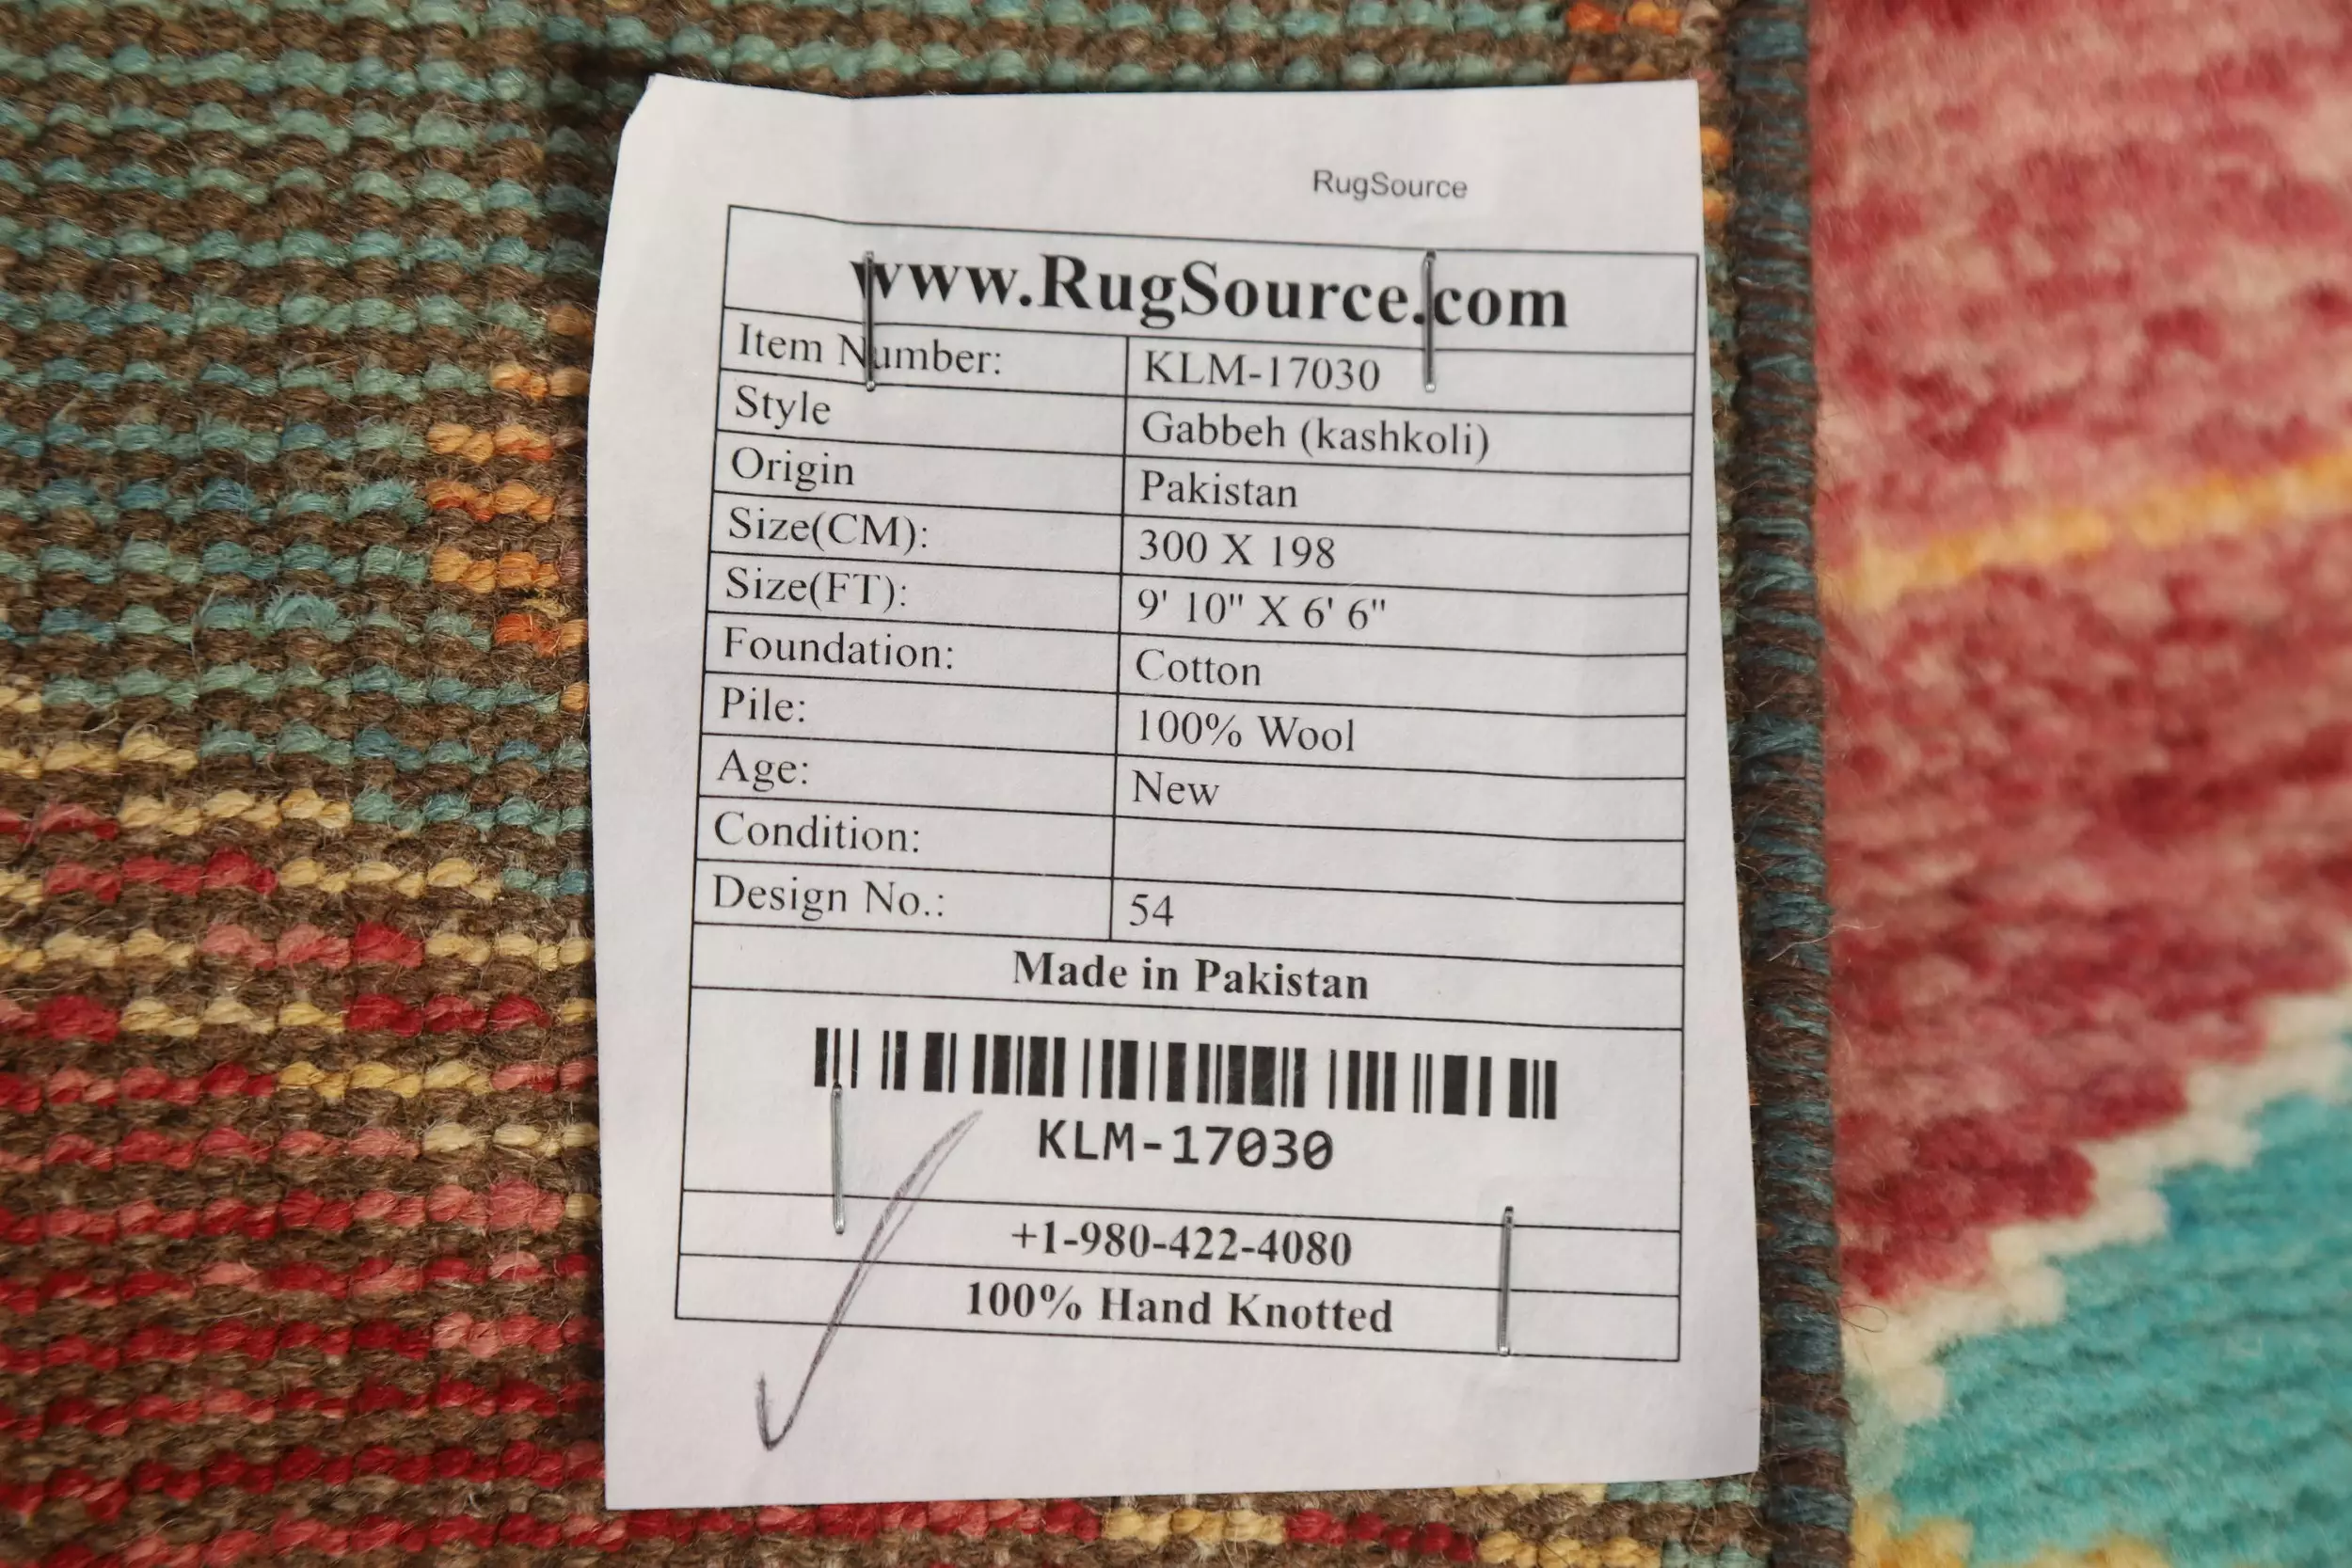 RugSource
www.RugSource.com
Item Number: KLM-17030
Style Gabbeh (kashkoli)
Origin Pakistan
Size(CM): 300 X 198
Size(FT): 9' 10" X 6' 6"
Foundation: Cotton
Pile: 100% Wool
Age: New
Condition:
Design No.: 54
Made in Pakistan
KLM-17030
+1-980-422-4080
100% Hand Knotted